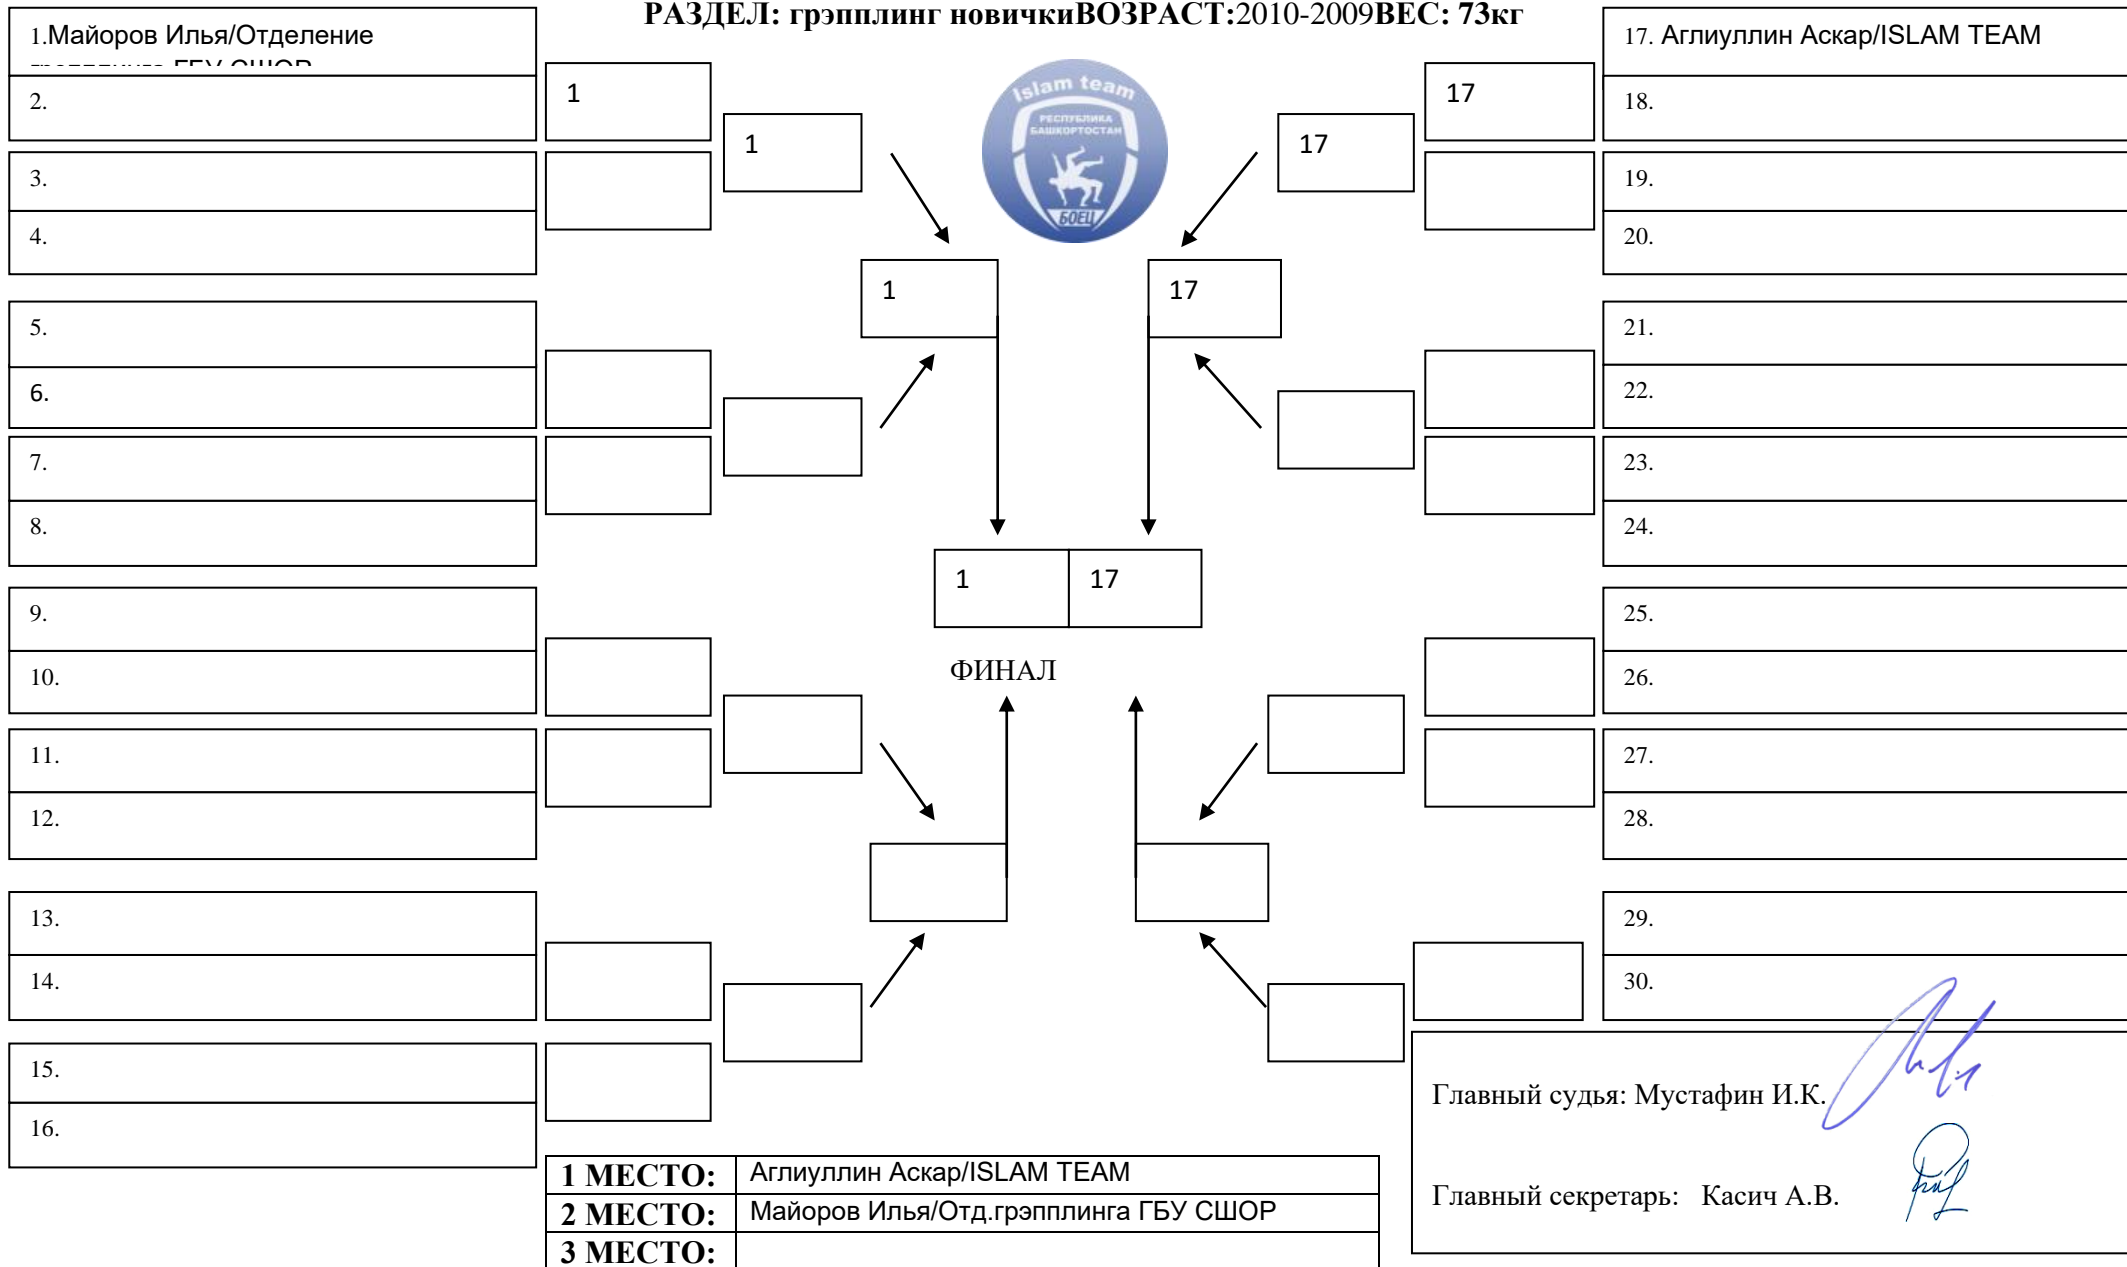 РАЗДЕЛ: грэпплинг новичкиВОЗРАСТ:2010-2009ВЕС: 73кг
1.Майоров Илья/Отделение
грэпплинга ГБУ СШОР
2.
3.
4.
5.
6.
7.
8.
9.
10.
11.
12.
13.
14.
15.
16.
1
1
1
Islam team
РЕСПУБЛИКА
БАШКОРТОСТАН
БОЕЦ
17
17
17
1
17
ФИНАЛ
17. Аглиуллин Аскар/ISLAM TEAM
18.
19.
20.
21.
22.
23.
24.
25.
26.
27.
28.
29.
30.
Главный судья: Мустафин И.К.
Главный секретарь: Касич А.В.
1 МЕСТО: Аглиуллин Аскар/ISLAM TEAM
2 МЕСТО: Майоров Илья/Отд.грэпплинга ГБУ СШОР
3 МЕСТО: